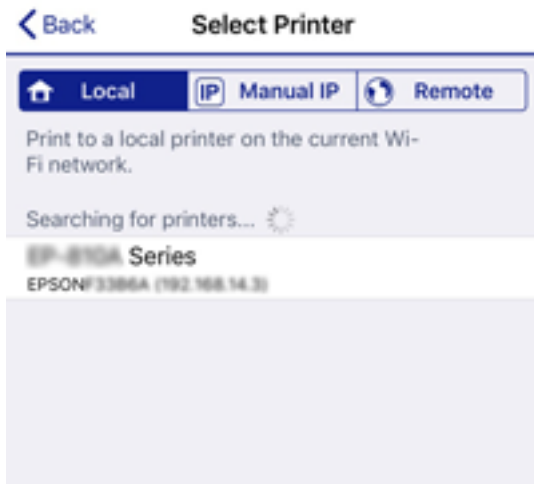 Back
Select Printer
Local
IP
Manual IP
Remote
Print to a local printer on the current Wi-
Fi network.
Searching for printers...
Series
EPSON